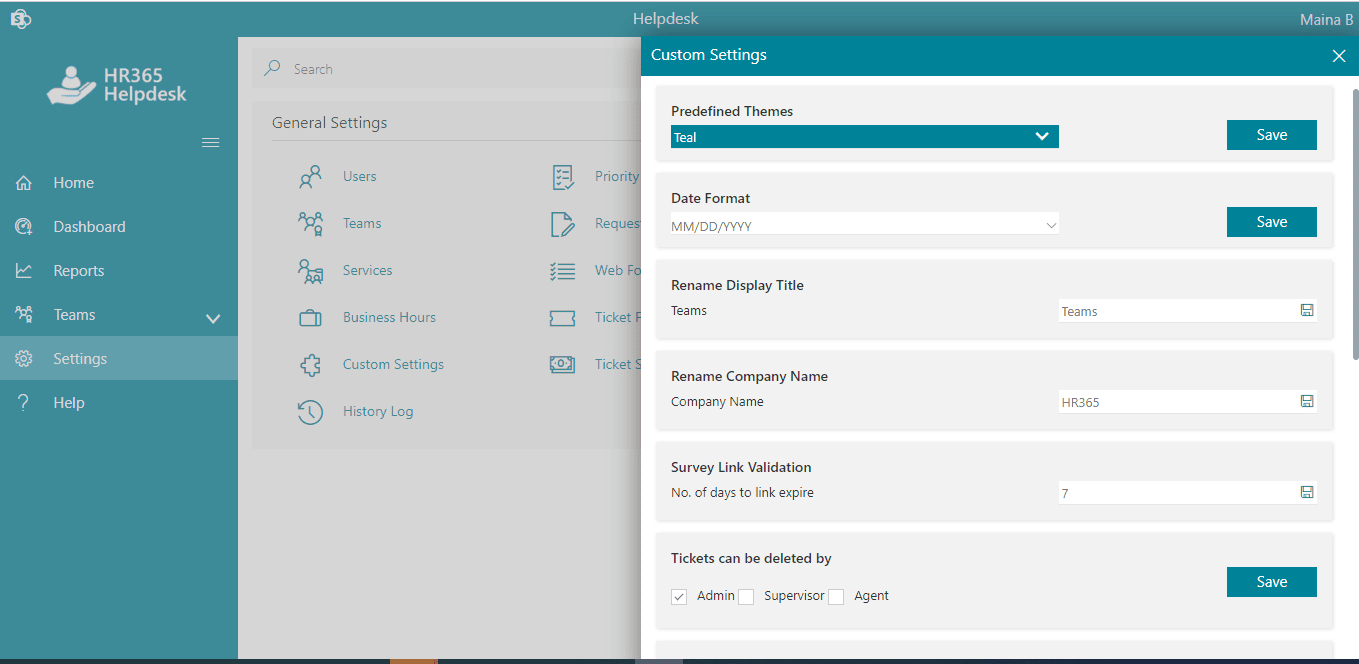 Helpdesk
Maina B
HR365
Helpdesk
Home
Dashboard
Reports
Teams
Settings
? Help
Search
General Settings
Users
Teams
Services
Business Hours
Custom Settings
History Log
Priority
Reques
Web Fo
Ticket F
Ticket S
Custom Settings
Predefined Themes
Teal
Save
Date Format
MM/DD/YYYY
Save
Rename Display Title
Teams
Teams
Rename Company Name
Company Name
HR365
Survey Link Validation
No. of days to link expire
7
Tickets can be deleted by
Admin Supervisor Agent
Save